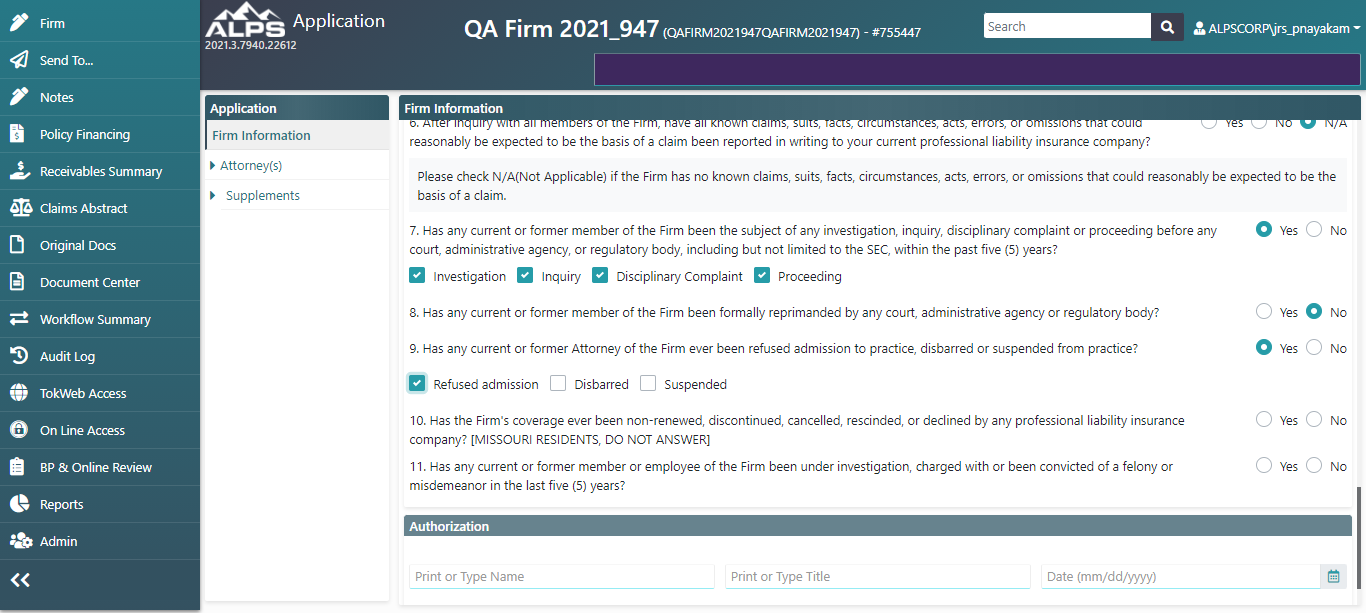 Firm
Send To...
Notes
Policy Financing
Receivables Summary
Claims Abstract
Original Docs
Document Center
Workflow Summary
Audit Log
TokWeb Access
On Line Access
BP & Online Review
Reports
Admin
ALPS Application
2021.3.7940.22612
QA Firm 2021_947 (QAFIRM2021947QAFIRM2021947) - #755447
Search
ALPSCORP\jrs_pnayakam
Application
Firm Information
Attorney(s)
Supplements
Firm Information
6. After inquiry with all members of the Firm, have all known claims, suits, facts, circumstances, acts, errors, or omissions that could
reasonably be expected to be the basis of a claim been reported in writing to your current professional liability insurance company?
Yes No N/A
Please check N/A(Not Applicable) if the Firm has no known claims, suits, facts, circumstances, acts, errors, or omissions that could reasonably be expected to be the
basis of a claim.
7. Has any current or former member of the Firm been the subject of any investigation, inquiry, disciplinary complaint or proceeding before any
court, administrative agency, or regulatory body, including but not limited to the SEC, within the past five (5) years?
Yes No
Investigation Inquiry Disciplinary Complaint Proceeding
8. Has any current or former member of the Firm been formally reprimanded by any court, administrative agency or regulatory body?
Yes No
9. Has any current or former Attorney of the Firm ever been refused admission to practice, disbarred or suspended from practice?
Yes No
Refused admission Disbarred Suspended
10. Has the Firm's coverage ever been non-renewed, discontinued, cancelled, rescinded, or declined by any professional liability insurance
company? [MISSOURI RESIDENTS, DO NOT ANSWER]
Yes No
11. Has any current or former member or employee of the Firm been under investigation, charged with or been convicted of a felony or
misdemeanor in the last five (5) years?
Yes No
Authorization
Print or Type Name
Print or Type Title
Date (mm/dd/yyyy)